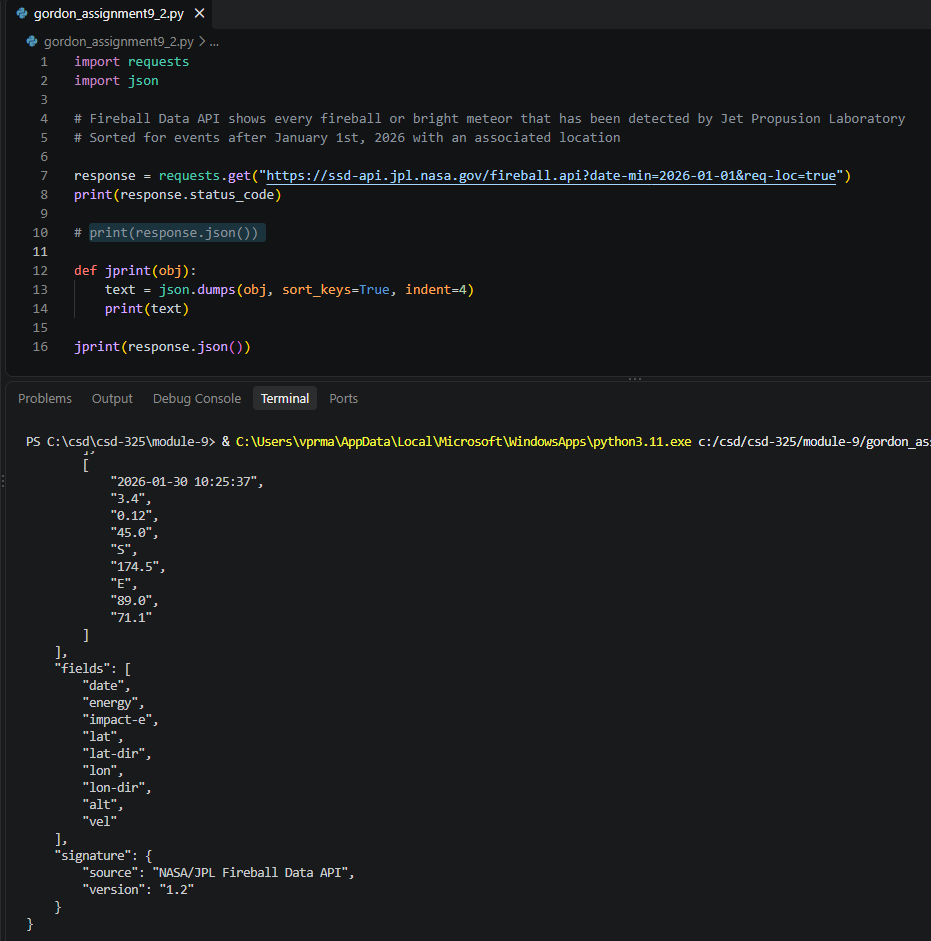 gordon_assignment9_2.py
gordon_assignment9_2.py > ...
1 import requests
2 import json
3
4 # Fireball Data API shows every fireball or bright meteor that has been detected by Jet Propusion Laboratory
5 # Sorted for events after January 1st, 2026 with an associated location
6
7 response = requests.get("https://ssd-api.jpl.nasa.gov/fireball.api?date-min=2026-01-01&req-loc=true")
8 print(response.status_code)
9
10 # print(response.json())
11
12 def jprint(obj):
13     text = json.dumps(obj, sort_keys=True, indent=4)
14     print(text)
15
16 jprint(response.json())
Problems Output Debug Console Terminal Ports
PS C:\csd\csd-325\module-9> & C:\Users\vprma\AppData\Local\Microsoft\WindowsApps\python3.11.exe c:/csd/csd-325/module-9/gordon_as
        [
            "2026-01-30 10:25:37",
            "3.4",
            "0.12",
            "45.0",
            "S",
            "174.5",
            "E",
            "89.0",
            "71.1"
        ]
    ],
    "fields": [
        "date",
        "energy",
        "impact-e",
        "lat",
        "lat-dir",
        "lon",
        "lon-dir",
        "alt",
        "vel"
    ],
    "signature": {
        "source": "NASA/JPL Fireball Data API",
        "version": "1.2"
    }
}